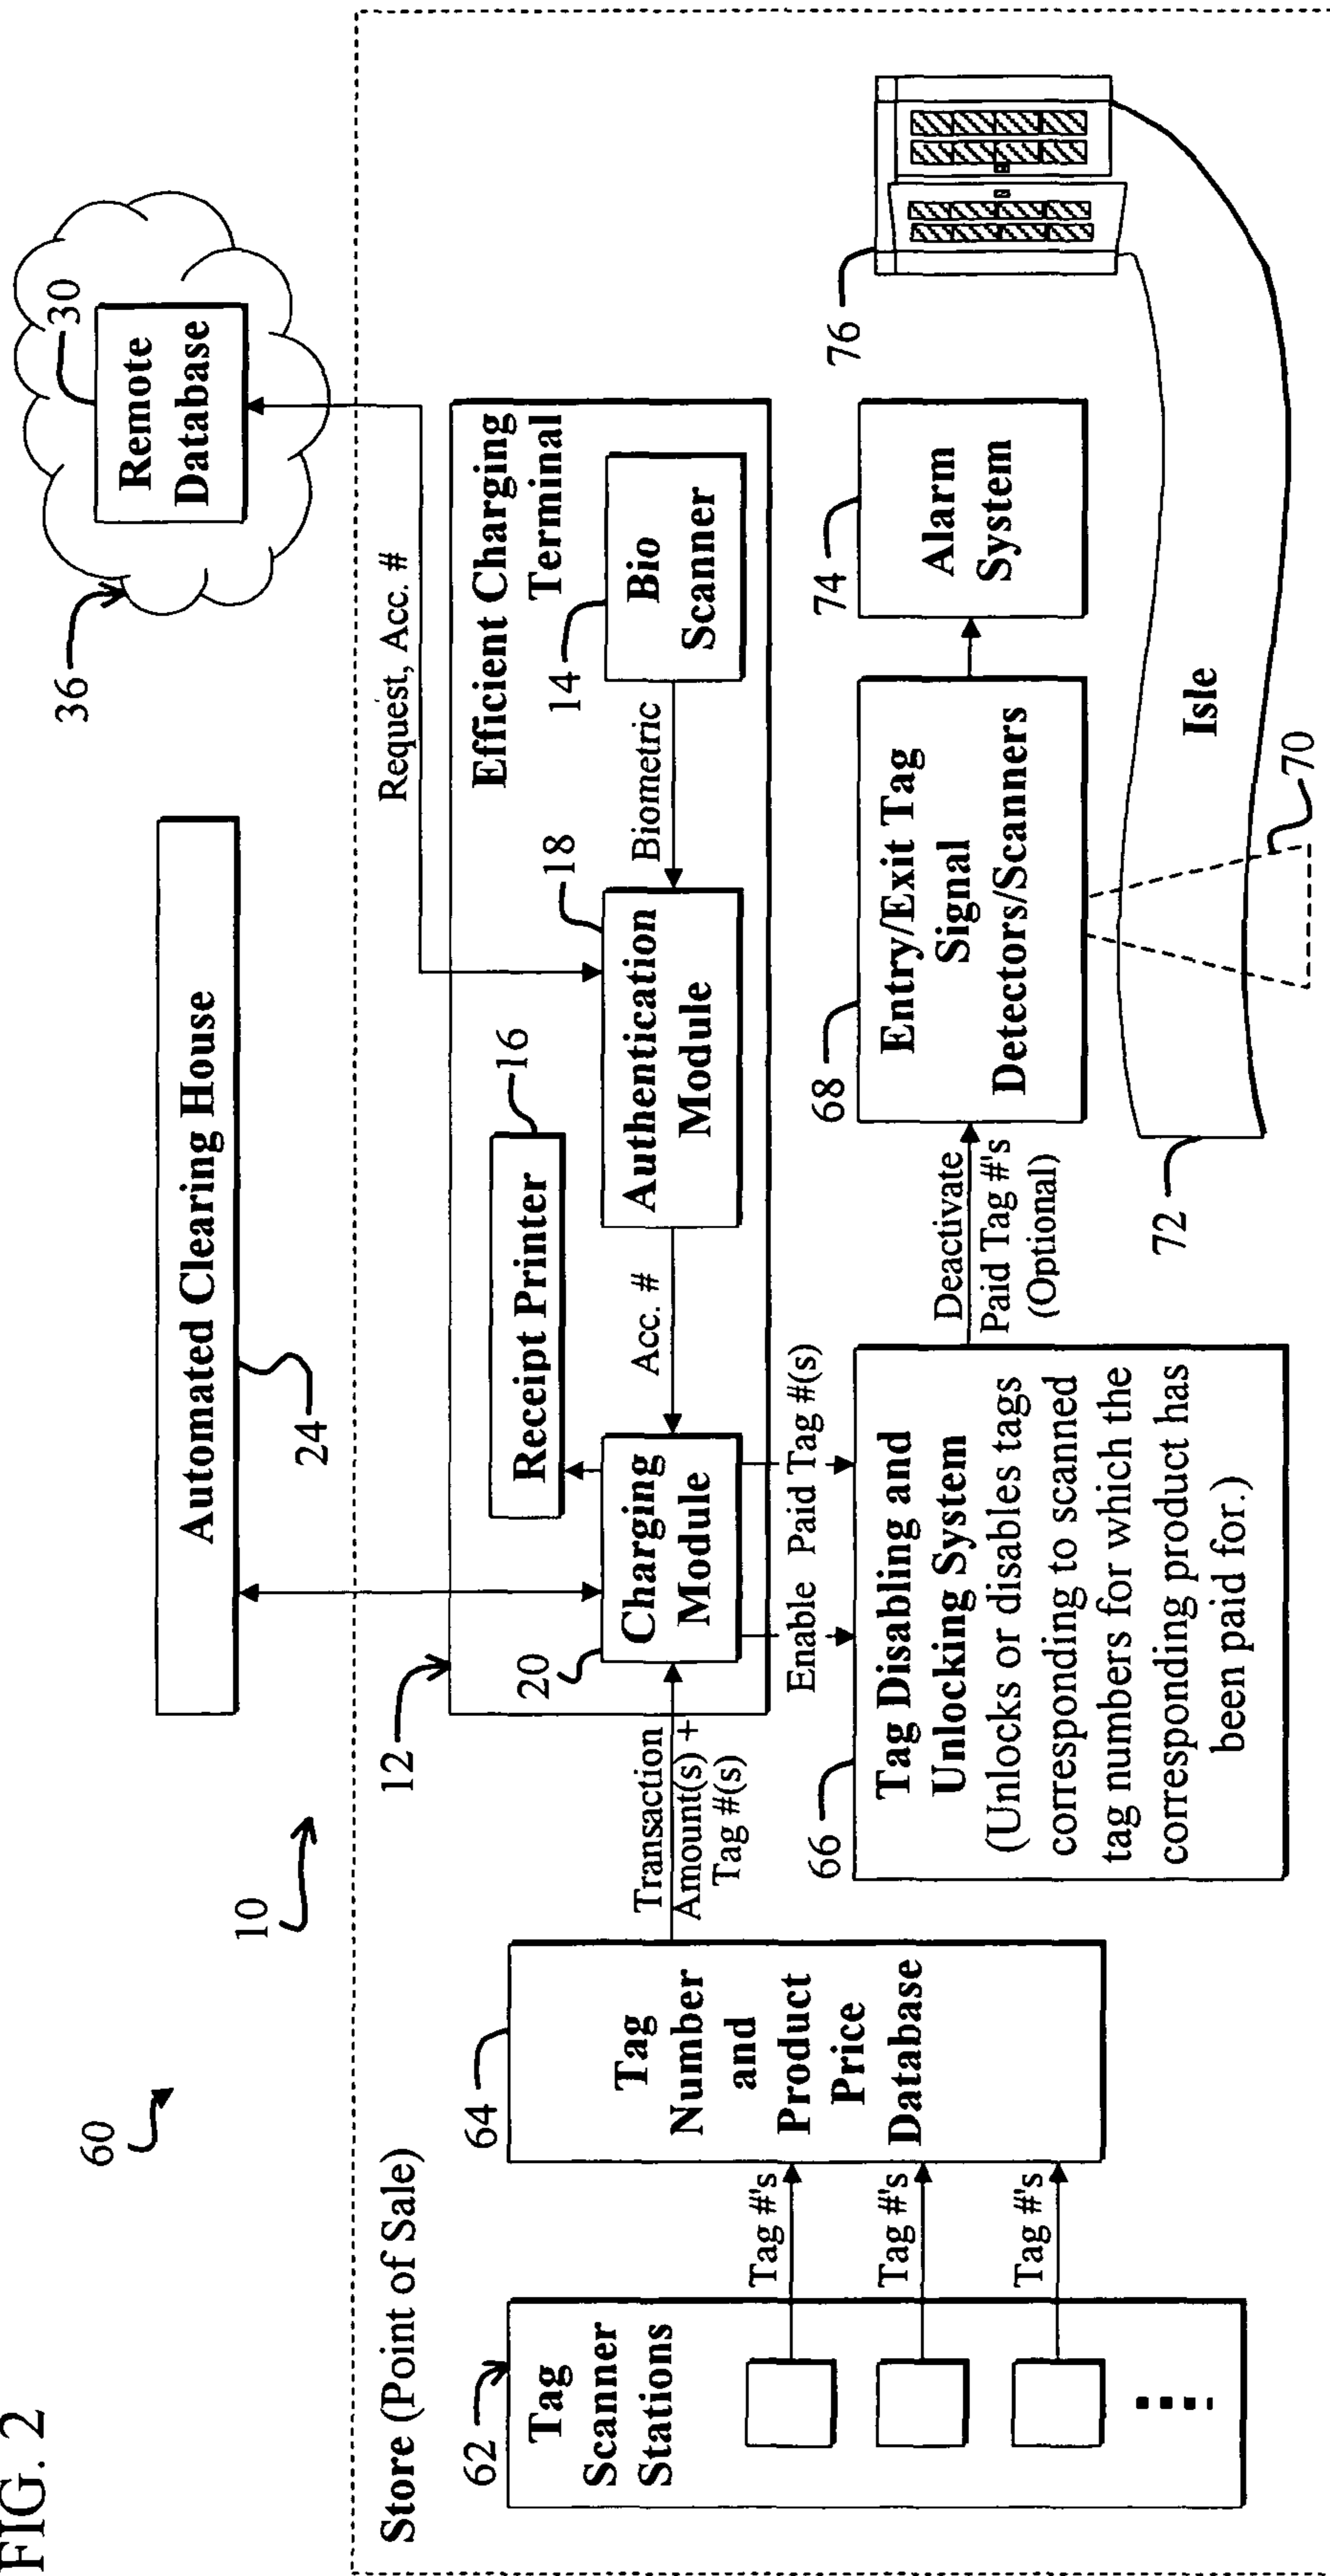 FIG. 2
60
10
Automated Clearing House
24
36
30
Remote
Database
Store (Point of Sale)
Request, Acc. #
12
Efficient Charging
Terminal
Receipt Printer
16
20
Charging
Module
Acc. #
18
Authentication
Module
Biometric
14
Bio
Scanner
62
Tag
Scanner
Stations
Tag #'s
Tag #'s
Tag #'s
64
Tag
Number
and
Product
Price
Database
Transaction
Amount(s) +
Tag #(s)
Enable
Paid Tag #(s)
66
Tag Disabling and
Unlocking System
(Unlocks or disables tags
corresponding to scanned
tag numbers for which the
corresponding product has
been paid for.)
Deactivate
Paid Tag #'s
(Optional)
68
Entry/Exit Tag
Signal
Detectors/Scanners
74
Alarm
System
76
72
Isle
70